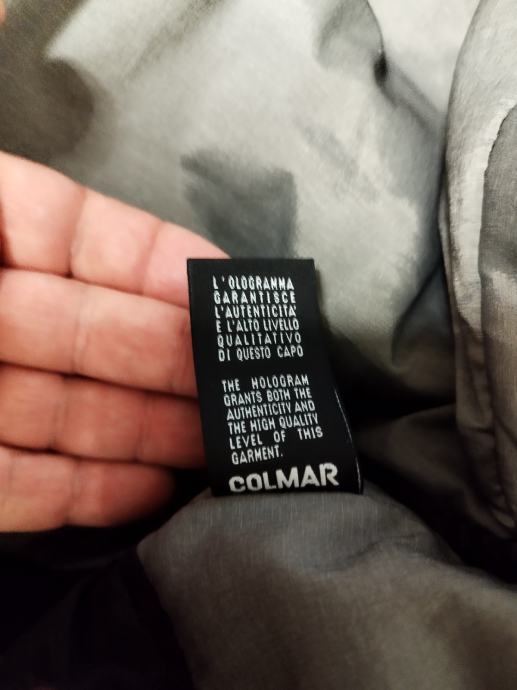 L'OLOGRAMMA
GARANTISCE
L'AUTENTICITA'
E L'ALTO LIVELLO
QUALITATIVO
DI QUESTO CAPO
THE HOLOGRAM
GRANTS BOTH THE
AUTHENTICITY AND
THE HIGH QUALITY
LEVEL OF THIS
GARMENT.
COLMAR